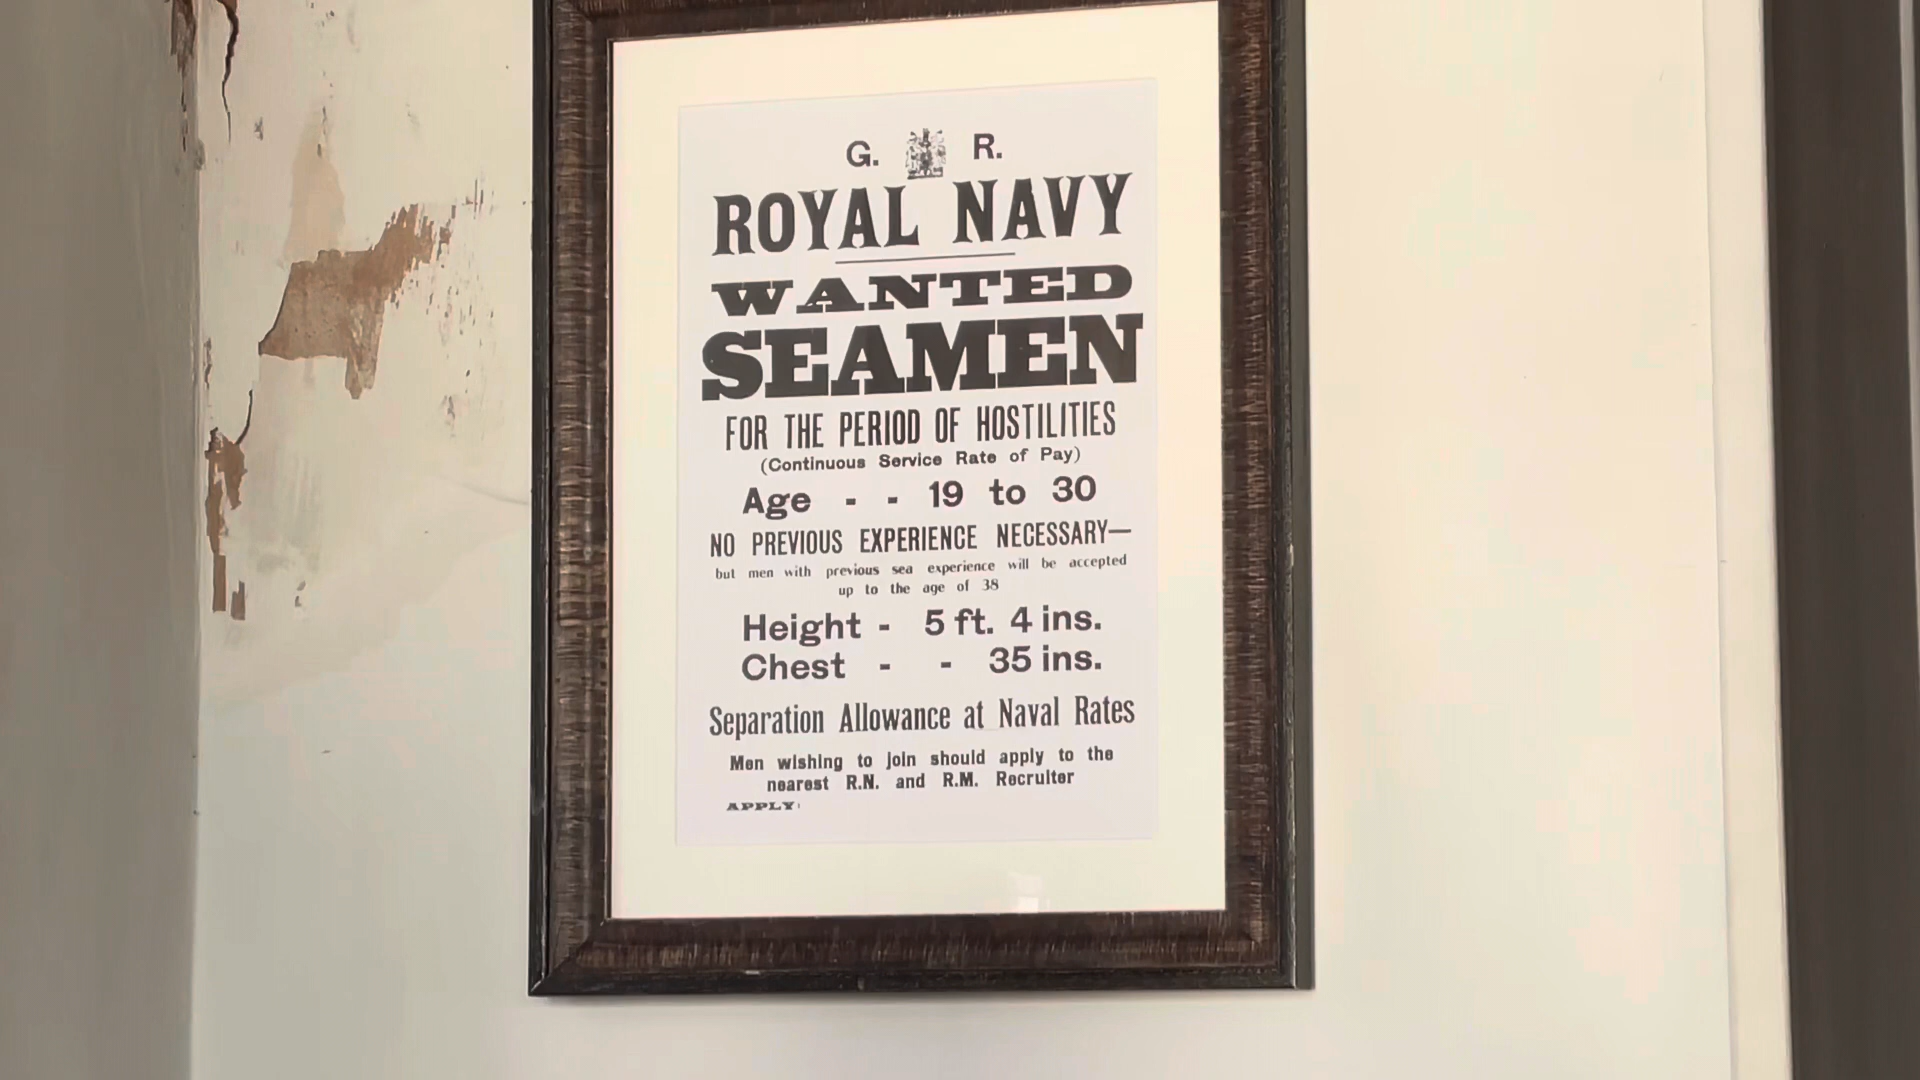 G. R.
ROYAL NAVY
WANTED
SEAMEN
FOR THE PERIOD OF HOSTILITIES
(Continuous Service Rate of Pay)
Age - - 19 to 30
NO PREVIOUS EXPERIENCE NECESSARY—
but men with previous sea experience will be accepted
up to the age of 38
Height - 5 ft. 4 ins.
Chest - - 35 ins.
Separation Allowance at Naval Rates
Men wishing to join should apply to the
nearest R.N. and R.M. Recruiter
APPLY: